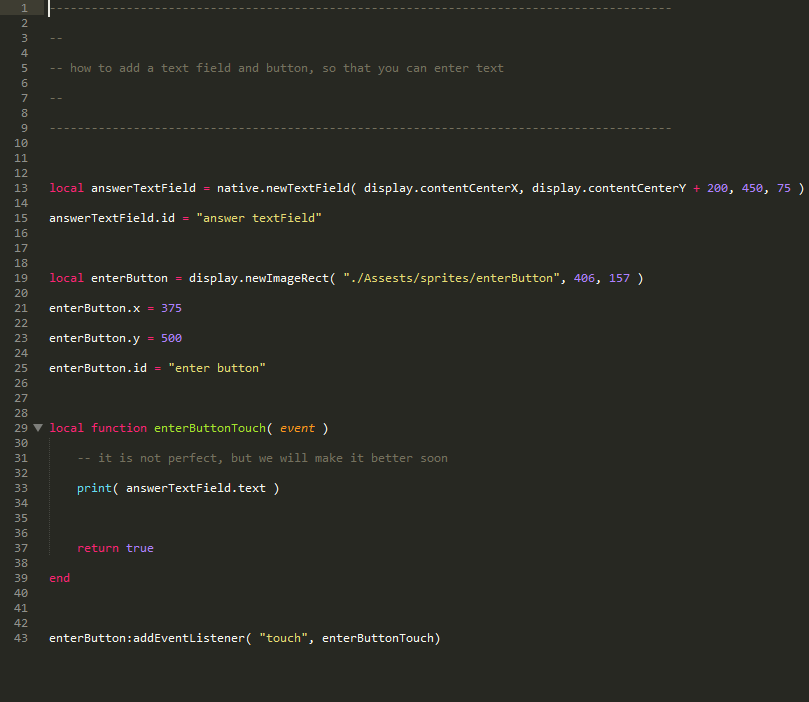 1 -----------------------------------------------------------------------------------------
2
3 --
4
5 -- how to add a text field and button, so that you can enter text
6
7 --
8
9 -----------------------------------------------------------------------------------------
10
11
12
13 local answerTextField = native.newTextField( display.contentCenterX, display.contentCenterY + 200, 450, 75 )
14
15 answerTextField.id = "answer textField"
16
17
18
19 local enterButton = display.newImageRect( "./Assests/sprites/enterButton", 406, 157 )
20
21 enterButton.x = 375
22
23 enterButton.y = 500
24
25 enterButton.id = "enter button"
26
27
28
29 local function enterButtonTouch( event )
30
31 -- it is not perfect, but we will make it better soon
32
33 print( answerTextField.text )
34
35
36
37 return true
38
39 end
40
41
42
43 enterButton:addEventListener( "touch", enterButtonTouch)